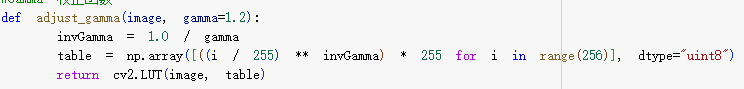 校正函数
def adjust_gamma(image, gamma=1.2):
    invGamma = 1.0 / gamma
    table = np.array([((i / 255) ** invGamma) * 255 for i in range(256)], dtype="uint8")
    return cv2.LUT(image, table)